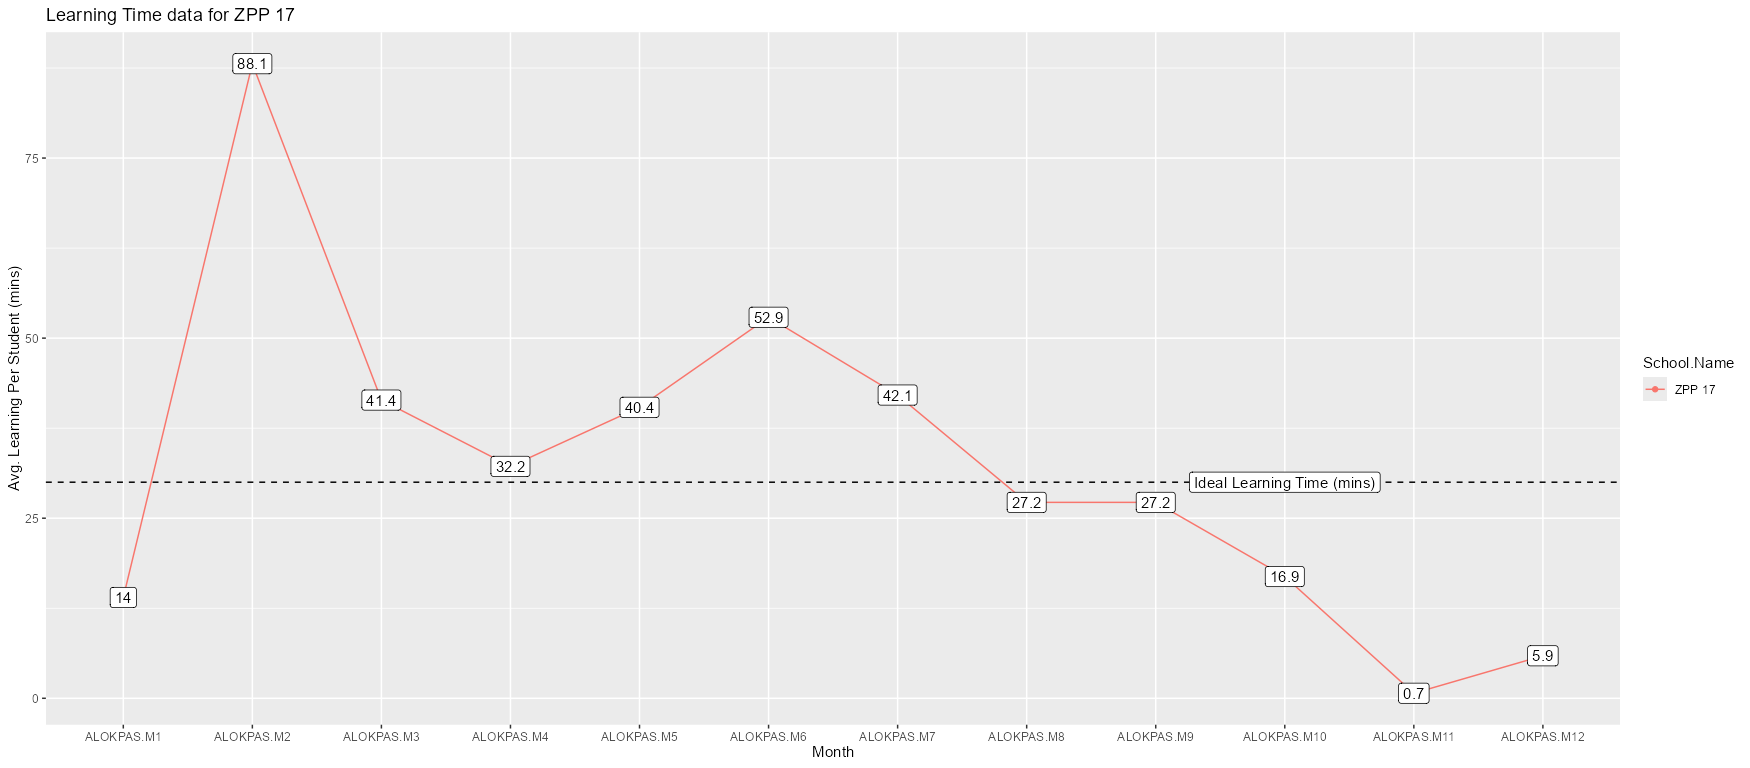 Learning Time data for ZPP 17
Avg. Learning Per Student (mins)
75
50
25
0
14
88.1
41.4
32.2
40.4
52.9
42.1
27.2
27.2
16.9
0.7
5.9
Ideal Learning Time (mins)
ALOKPAS.M1 ALOKPAS.M2 ALOKPAS.M3 ALOKPAS.M4 ALOKPAS.M5 ALOKPAS.M6 ALOKPAS.M7 ALOKPAS.M8 ALOKPAS.M9 ALOKPAS.M10 ALOKPAS.M11 ALOKPAS.M12
Month
School.Name
ZPP 17